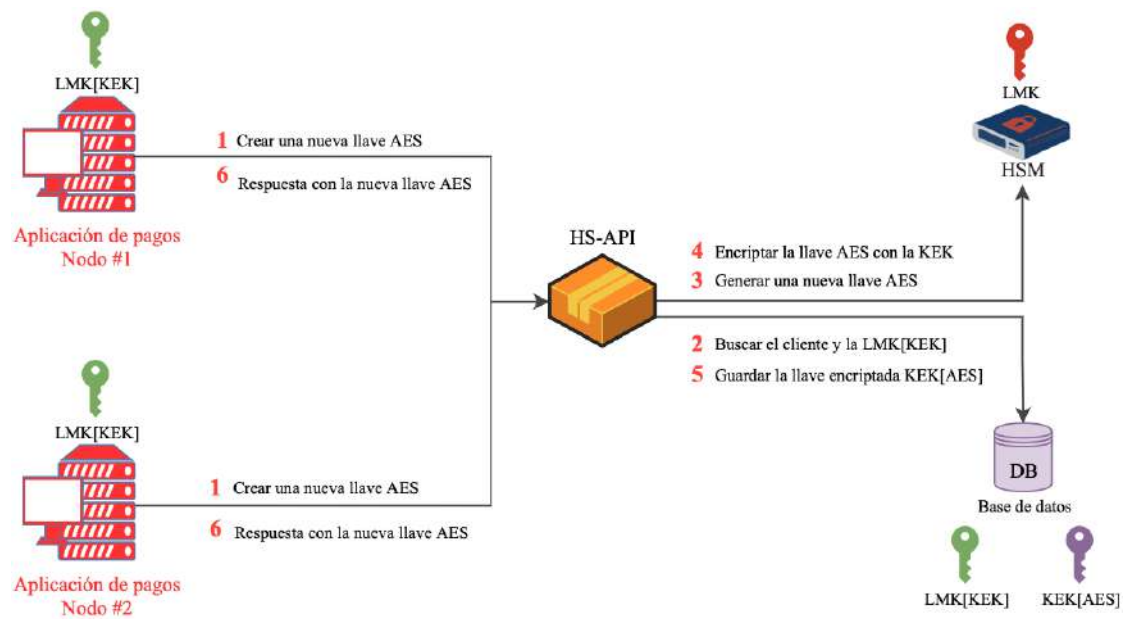 LMK[KEK]
1 Crear una nueva llave AES
6 Respuesta con la nueva llave AES
Aplicación de pagos
Nodo #1
LMK
HSM
HS-API
4 Encriptar la llave AES con la KEK
3 Generar una nueva llave AES
2 Buscar el cliente y la LMK[KEK]
5 Guardar la llave encriptada KEK[AES]
LMK[KEK]
1 Crear una nueva llave AES
6 Respuesta con la nueva llave AES
Aplicación de pagos
Nodo #2
DB
Base de datos
LMK[KEK]
KEK[AES]